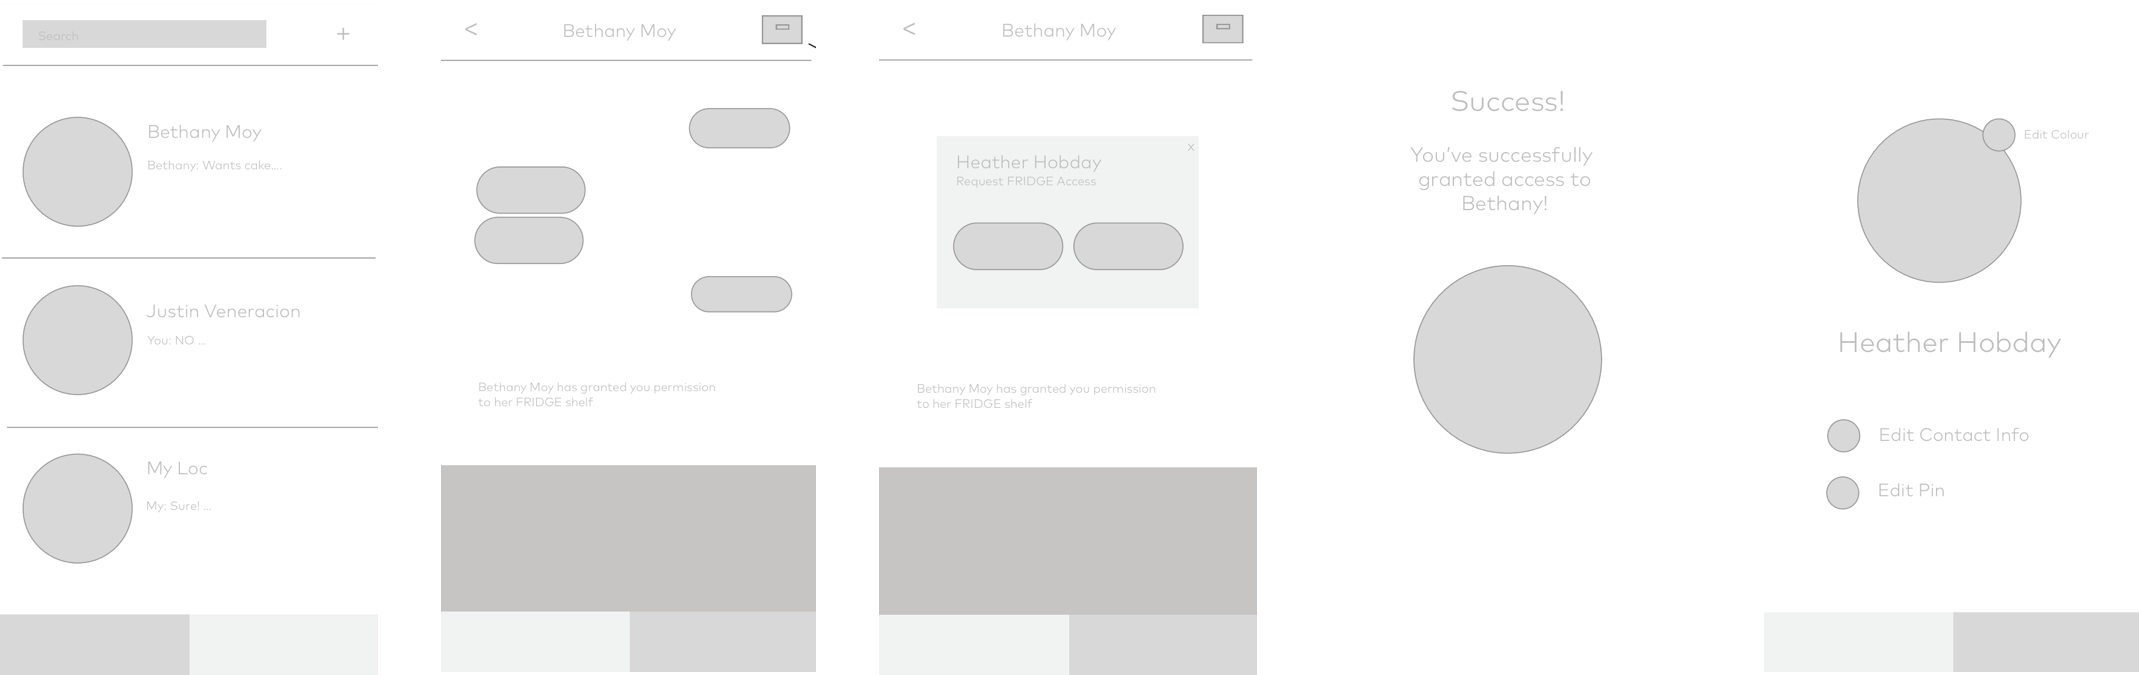 Search
+
Bethany Moy
Bethany: Wants cake....
Justin Veneracion
You: NO ...
My Loc
My: Sure! ...
<
Bethany Moy
Bethany Moy has granted you permission
to her FRIDGE shelf
<
Bethany Moy
x
Heather Hobday
Request FRIDGE Access
Bethany Moy has granted you permission
to her FRIDGE shelf
Success!
You've successfully
granted access to
Bethany!
Edit Colour
Heather Hobday
Edit Contact Info
Edit Pin